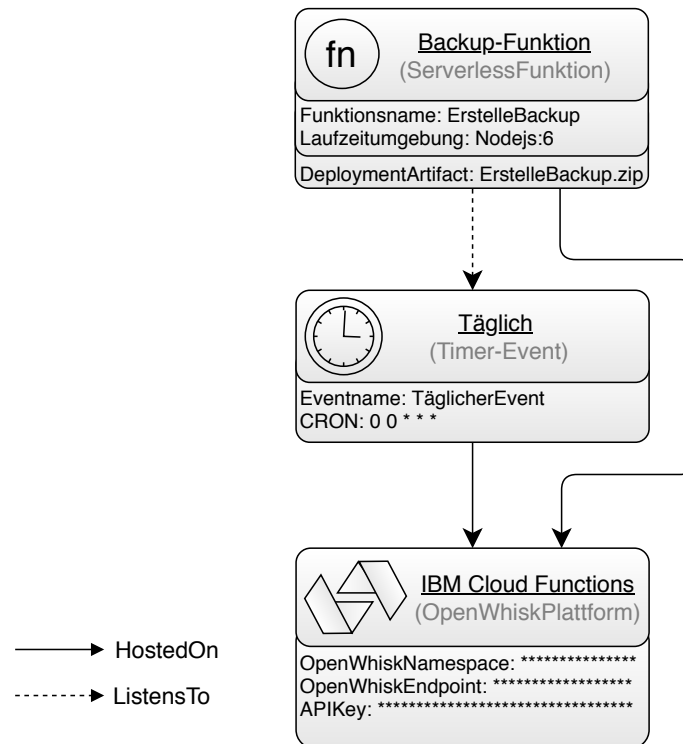 fn
Backup-Funktion
(ServerlessFunktion)
Funktionsname: ErstelleBackup
Laufzeitumgebung: Nodejs:6
DeploymentArtifact: ErstelleBackup.zip
Täglich
(Timer-Event)
Eventname: TäglicherEvent
CRON: 0 0 * * *
IBM Cloud Functions
(OpenWhiskPlattform)
OpenWhiskNamespace: ***************
OpenWhiskEndpoint: ******************
APIKey: *********************************
HostedOn
ListensTo